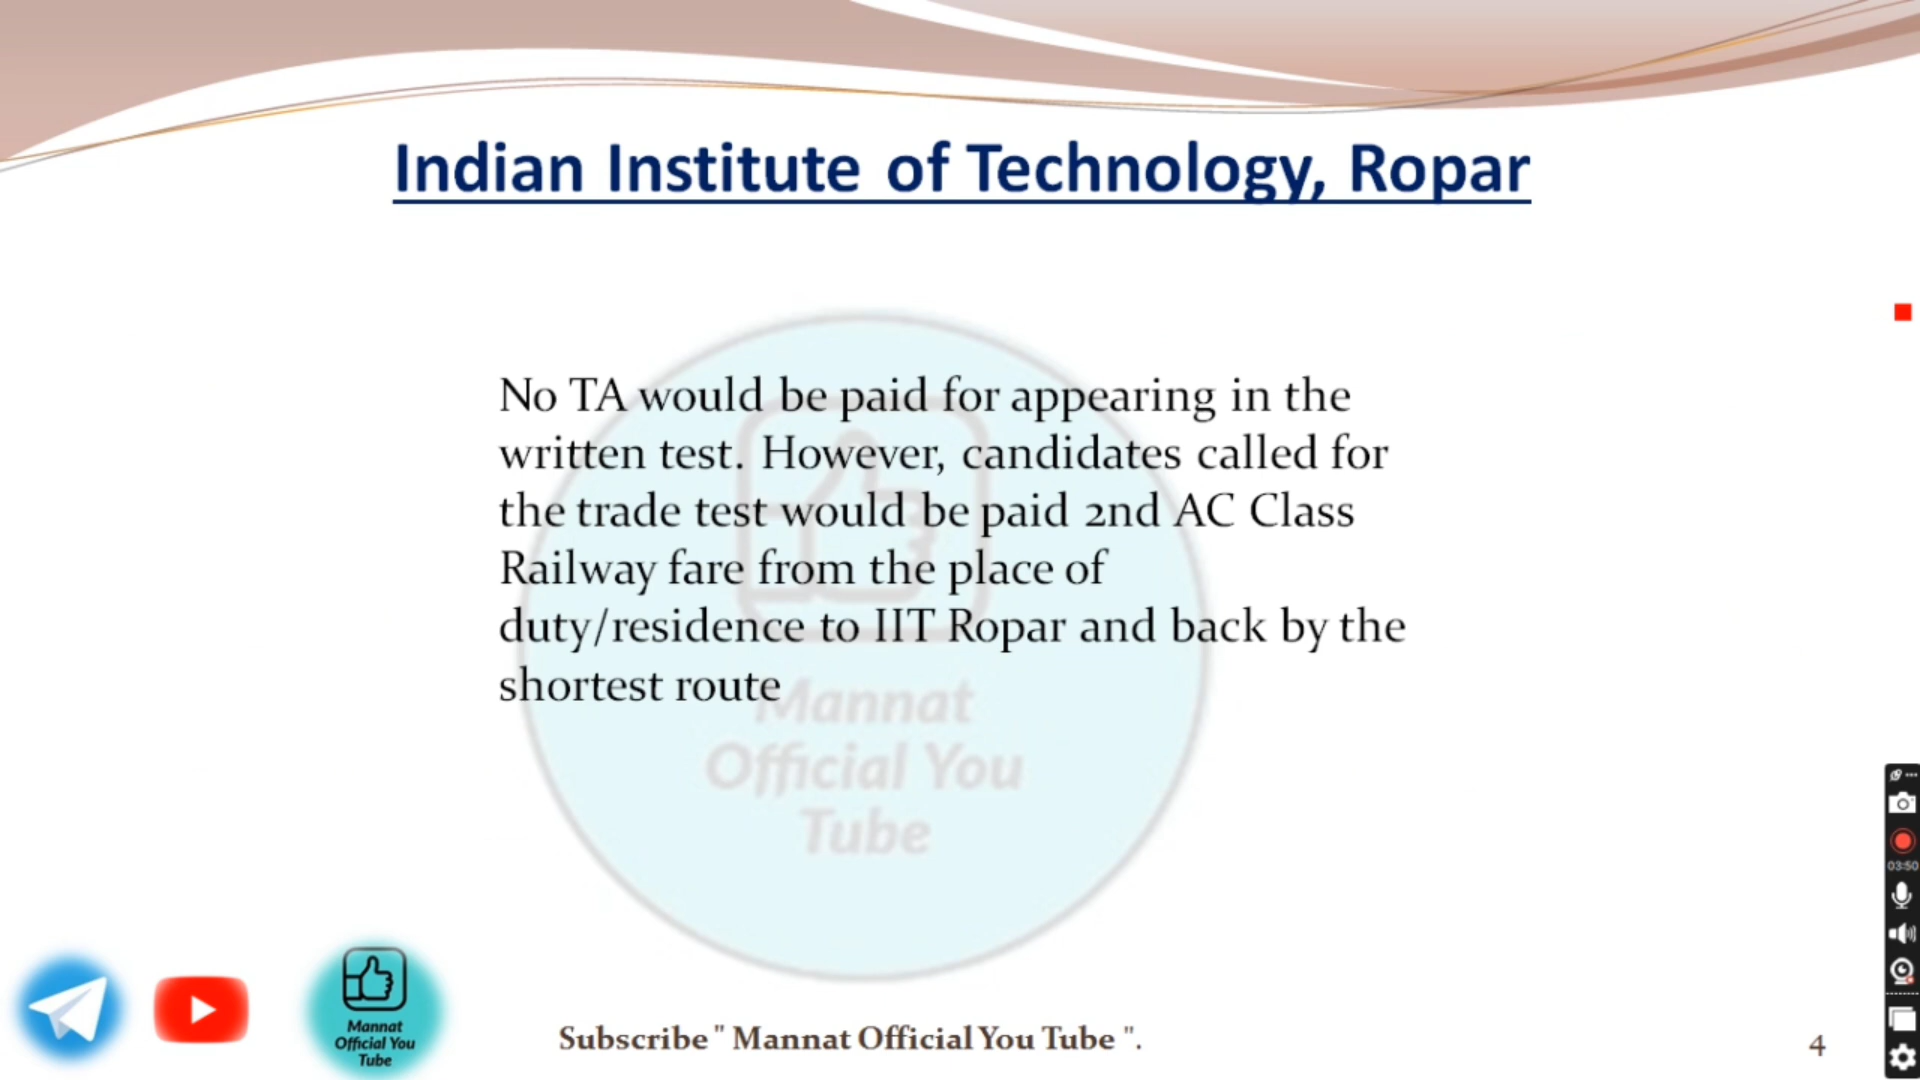 Indian Institute of Technology, Ropar
No TA would be paid for appearing in the
written test. However, candidates called for
the trade test would be paid 2nd AC Class
Railway fare from the place of
duty/residence to IIT Ropar and back by the
shortest route
Mannat
Official You
Tube
Mannat
Official You
Tube
Subscribe " Mannat Official You Tube ".
4
03:50